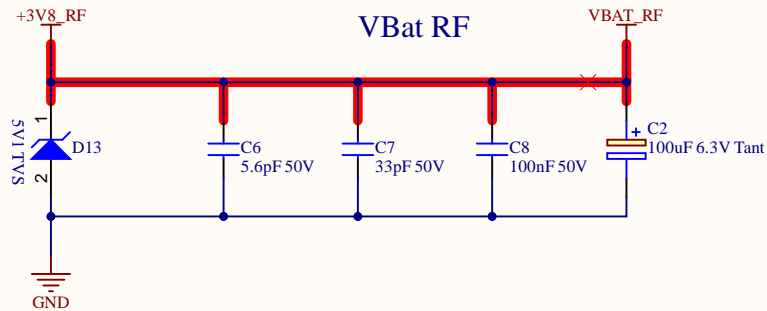 +3V8_RF
VBat RF
VBAT_RF
1
D13
5V1 TVS
2
C6
5.6pF 50V
C7
33pF 50V
C8
100nF 50V
C2
100uF 6.3V Tant
+
GND